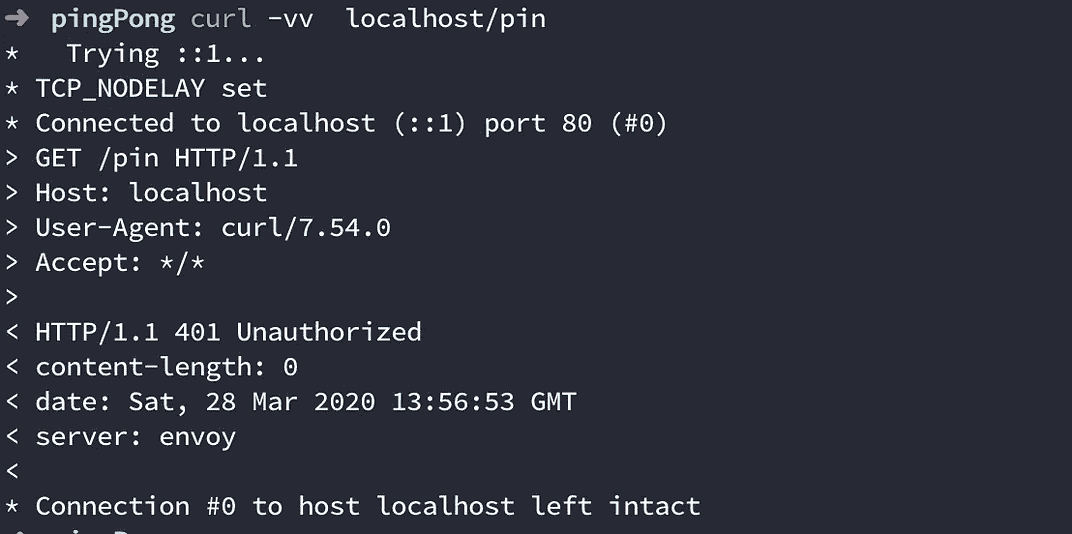 ➜ pingPong curl -vv  localhost/pin
*   Trying ::1...
* TCP_NODELAY set
* Connected to localhost (::1) port 80 (#0)
> GET /pin HTTP/1.1
> Host: localhost
> User-Agent: curl/7.54.0
> Accept: */*
>
< HTTP/1.1 401 Unauthorized
< content-length: 0
< date: Sat, 28 Mar 2020 13:56:53 GMT
< server: envoy
<
* Connection #0 to host localhost left intact